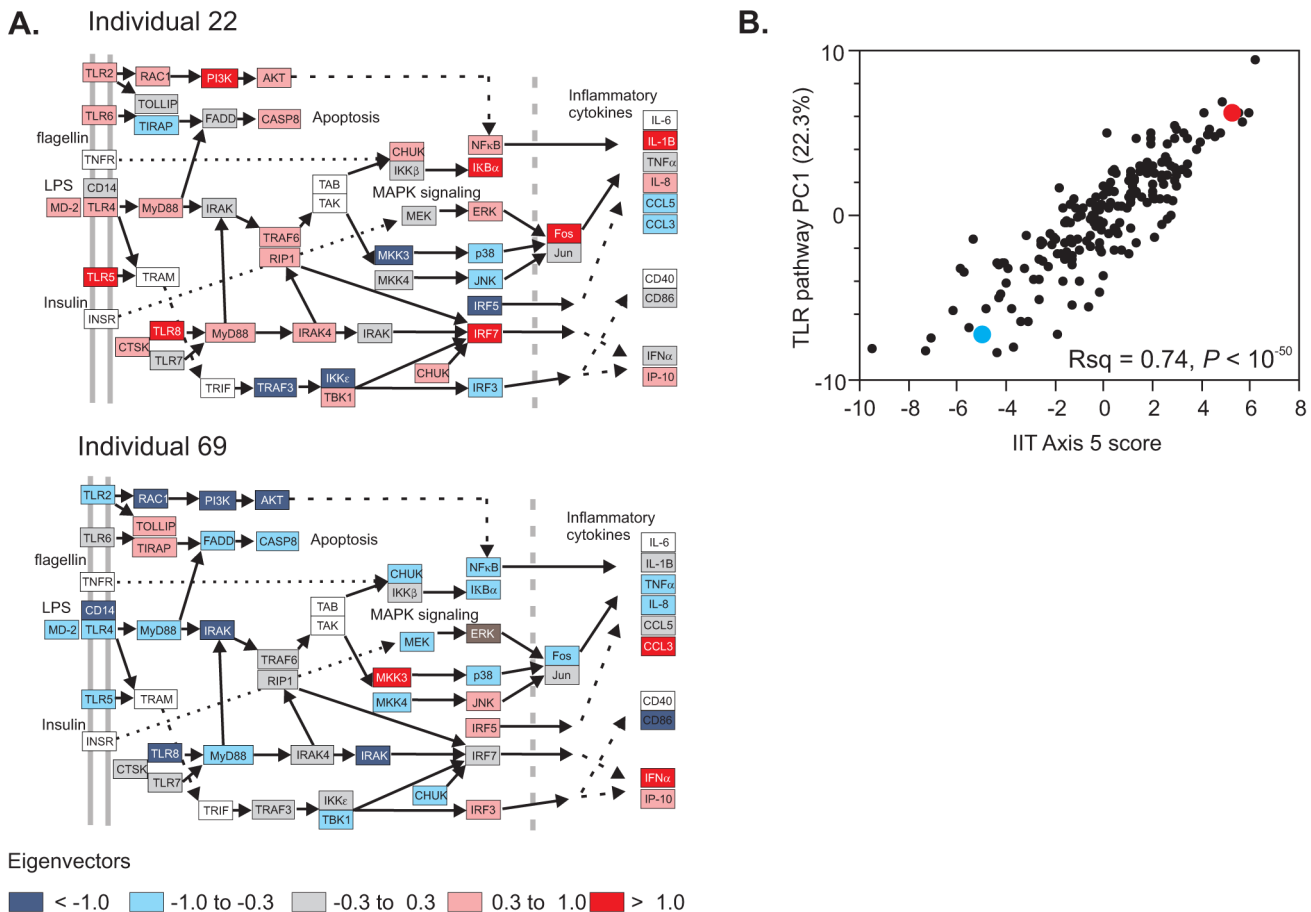 A.
Individual 22
TLR2
RAC1
PI3K
AKT
TOLLIP
TLR6
TIRAP
FADD
CASP8
Apoptosis
flagellin
TNFR
LPS
CD14
MD-2
TLR4
MyD88
IRAK
TAB
TAK
CHUK
IKKβ
NFκB
IκBα
MAPK signaling
MEK
ERK
TRAF6
RIP1
MKK3
p38
MKK4
JNK
Fos
Jun
TLR5
TRAM
IRF5
Insulin
INSR
TLR8
CTSK
TLR7
MyD88
IRAK4
IRAK
IRF7
CHUK
TRIF
TRAF3
IKKε
TBK1
IRF3
Inflammatory
cytokines
IL-6
IL-1B
TNFα
IL-8
CCL5
CCL3
CD40
CD86
IFNα
IP-10
Individual 69
TLR2
RAC1
PI3K
AKT
TOLLIP
TLR6
TIRAP
FADD
CASP8
Apoptosis
flagellin
TNFR
LPS
CD14
MD-2
TLR4
MyD88
IRAK
TAB
TAK
CHUK
IKKβ
NFκB
IκBα
MAPK signaling
MEK
ERK
TRAF6
RIP1
MKK3
p38
MKK4
JNK
Fos
Jun
TLR5
TRAM
IRF5
Insulin
INSR
TLR8
CTSK
TLR7
MyD88
IRAK4
IRAK
IRF7
CHUK
TRIF
TRAF3
IKKε
TBK1
IRF3
Inflammatory
cytokines
IL-6
IL-1B
TNFα
IL-8
CCL5
CCL3
CD40
CD86
IFNα
IP-10
Eigenvectors
< -1.0
-1.0 to -0.3
-0.3 to 0.3
0.3 to 1.0
> 1.0
B.
TLR pathway PC1 (22.3%)
10
0
-10
Rsq = 0.74, P < 10-50
-10 -8 -6 -4 -2 0 2 4 6 8
IIT Axis 5 score